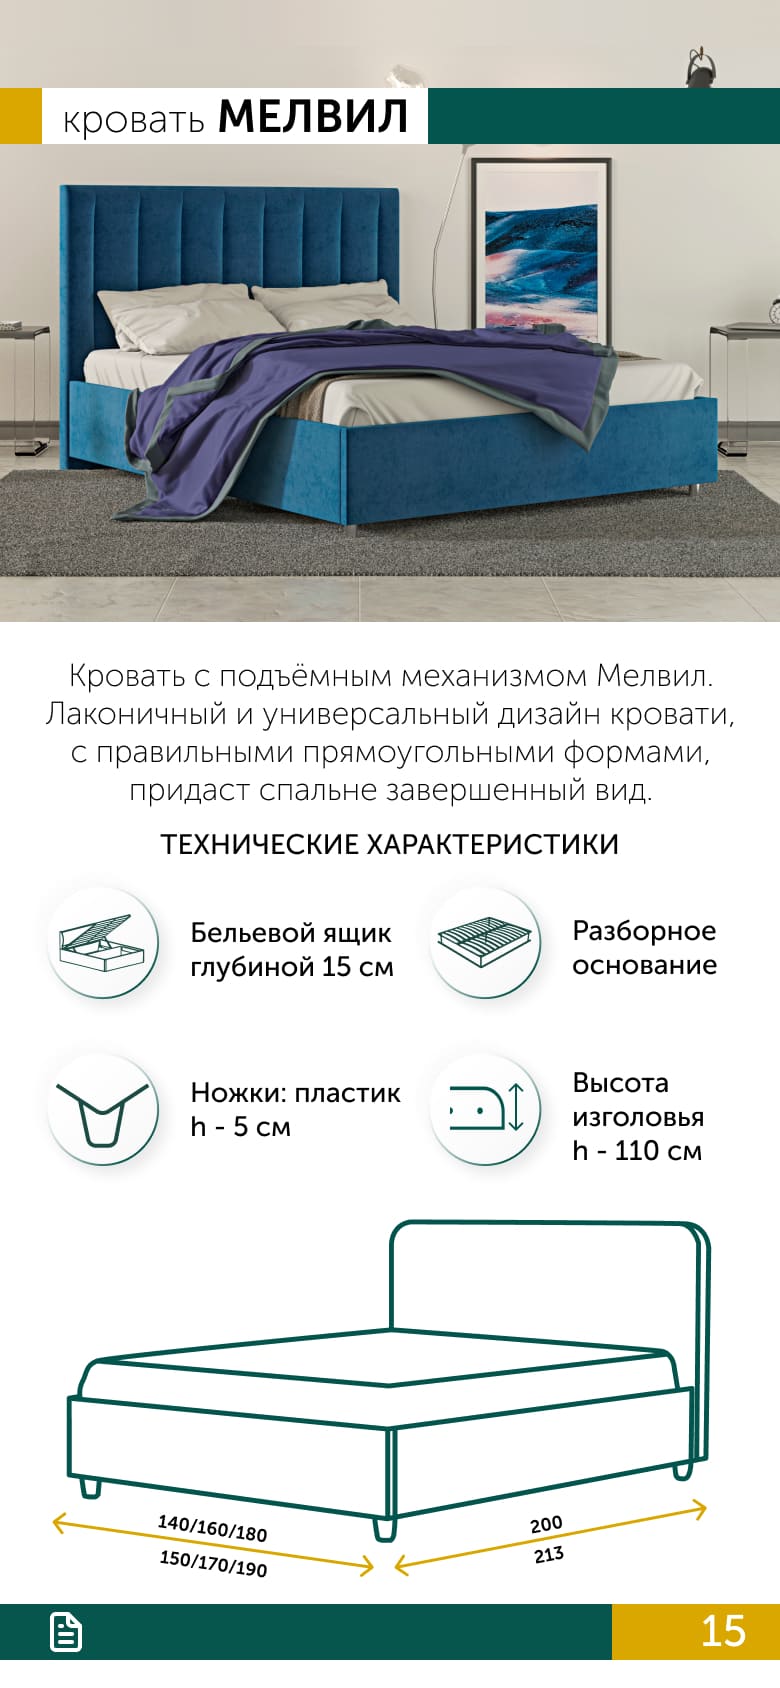 кровать МЕЛВИЛ
Кровать с подъёмным механизмом Мелвил.
Лаконичный и универсальный дизайн кровати,
с правильными прямоугольными формами,
придаст спальне завершенный вид.
ТЕХНИЧЕСКИЕ ХАРАКТЕРИСТИКИ
Бельевой ящик
глубиной 15 см
Разборное
основание
Ножки: пластик
h - 5 см
Высота
изголовья
h - 110 см
140/160/180
150/170/190
200
213
15